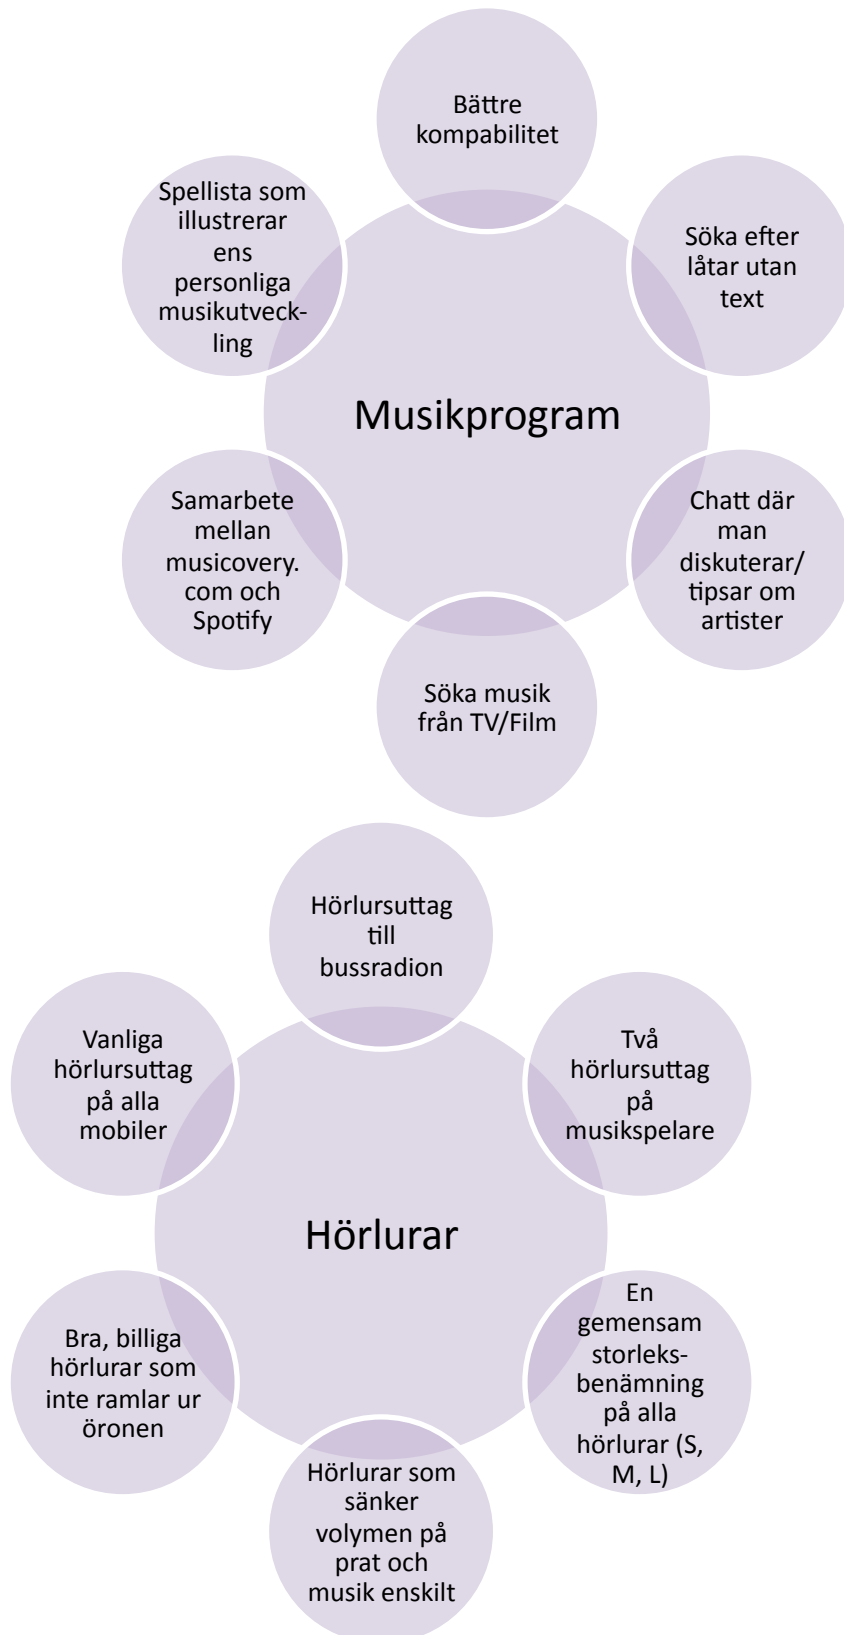 Bättre
kompabilitet
Söka efter
låtar utan
text
Chatt där
man
diskuterar/
tipsar om
artister
Söka musik
från TV/Film
Samarbete
mellan
musicovery.
com och
Spotify
Spellista som
illustrerar
ens
personliga
musikutveck-
ling
Musikprogram
Hörlursuttag
till
bussradion
Två
hörlursuttag
på
musikspelare
En
gemensam
storleks-
benämning
på alla
hörlurar (S,
M, L)
Hörlurar som
sänker
volymen på
prat och
musik enskilt
Bra, billiga
hörlurar som
inte ramlar ur
öronen
Vanliga
hörlursuttag
på alla
mobiler
Hörlurar